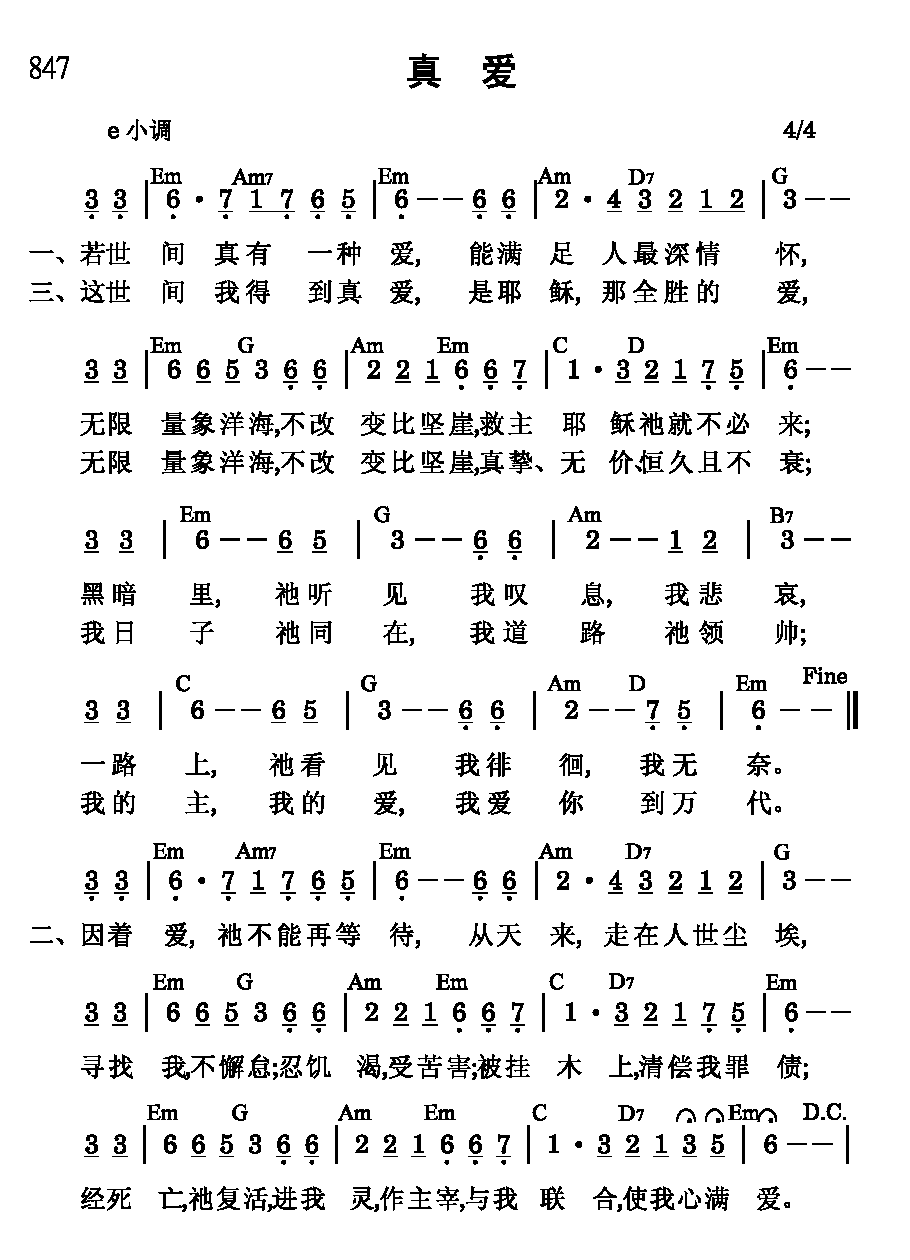 847
真 爱
e 小调 4/4
Em Am7 Em Am D7 G
3 3 | 6 · 7 1 7 6 5 | 6 – – 6 6 | 2 · 4 3 2 1 2 | 3 – –
一、若世 间 真有 一种 爱, 能满 足 人最深情 怀,
三、这世 间 我得 到真 爱, 是耶 稣, 那全胜的 爱,
Em G Am Em C D Em
3 3 | 6 6 5 3 6 6 | 2 2 1 6 6 7 | 1 · 3 2 1 7 5 | 6 – –
无限 量象洋海,不改 变比坚崖,救主 耶 稣祂就不必 来;
无限 量象洋海,不改 变比坚崖,真挚、无 价、恒久且不 衰;
Em G Am B7
3 3 | 6 – – 6 5 | 3 – – 6 6 | 2 – – 1 2 | 3 – –
黑暗 里, 祂听 见 我叹 息, 我悲 哀,
我日 子 祂同 在, 我道 路 祂领 帅;
C G Am D Em Fine
3 3 | 6 – – 6 5 | 3 – – 6 6 | 2 – – 7 5 | 6 – – ‖
一路 上, 祂看 见 我徘 徊, 我无 奈。
我的 主, 我的 爱, 我爱 你 到万 代。
Em Am7 Em Am D7 G
3 3 | 6 · 7 1 7 6 5 | 6 – – 6 6 | 2 · 4 3 2 1 2 | 3 – –
二、因着 爱, 祂不能再等 待, 从天 来, 走在人世尘 埃,
Em G Am Em C D7 Em
3 3 | 6 6 5 3 6 6 | 2 2 1 6 6 7 | 1 · 3 2 1 7 5 | 6 – –
寻找 我,不懈怠;忍饥 渴,受苦害;被挂 木 上,清偿我罪 债;
Em G Am Em C D7 Em D.C.
3 3 | 6 6 5 3 6 6 | 2 2 1 6 6 7 | 1 · 3 2 1 3 5 | 6 – – |
经死 亡,祂复活,进我 灵,作主宰,与我 联 合,使我心满 爱。